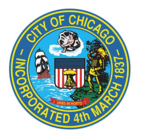 CITY OF CHICAGO
INCORPORATED 4th MARCH 1837